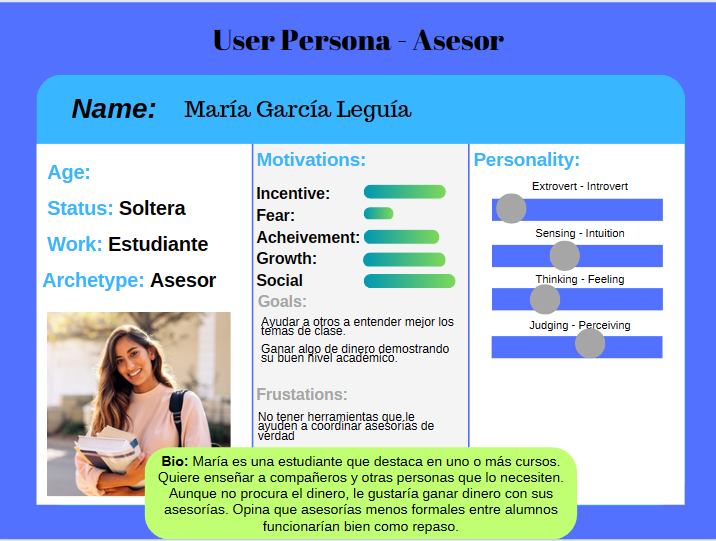 User Persona - Asesor
Name: María García Leguía
Age:
Status: Soltera
Work: Estudiante
Archetype: Asesor
Motivations:
Incentive:
Fear:
Acheivement:
Growth:
Social
Goals:
Ayudar a otros a entender mejor los
temas de clase.
Ganar algo de dinero demostrando
su buen nivel académico.
Frustations:
No tener herramientas que le
ayuden a coordinar asesorías de
verdad
Personality:
Extrovert - Introvert
Sensing - Intuition
Thinking - Feeling
Judging - Perceiving
Bio: María es una estudiante que destaca en uno o más cursos.
Quiere enseñar a compañeros y otras personas que lo necesiten.
Aunque no procura el dinero, le gustaría ganar dinero con sus
asesorías. Opina que asesorías menos formales entre alumnos
funcionarían bien como repaso.